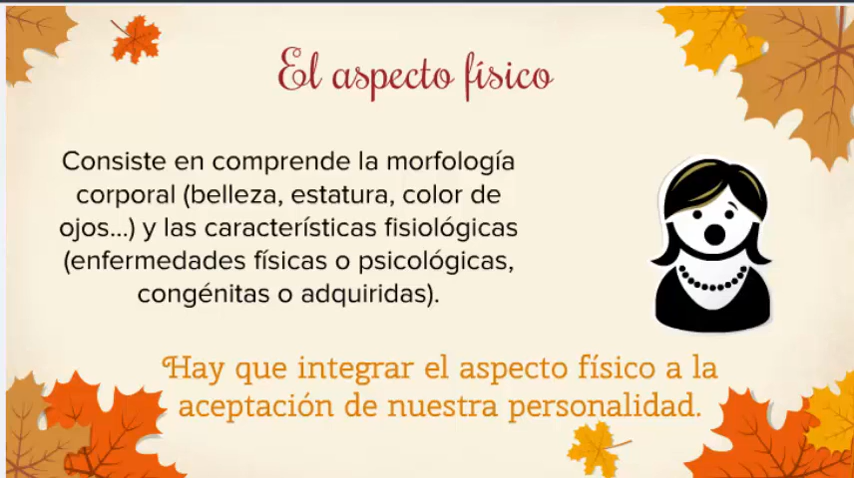 El aspecto físico
Consiste en comprende la morfología
corporal (belleza, estatura, color de
ojos...) y las características fisiológicas
(enfermedades físicas o psicológicas,
congénitas o adquiridas).
Hay que integrar el aspecto físico a la
aceptación de nuestra personalidad.